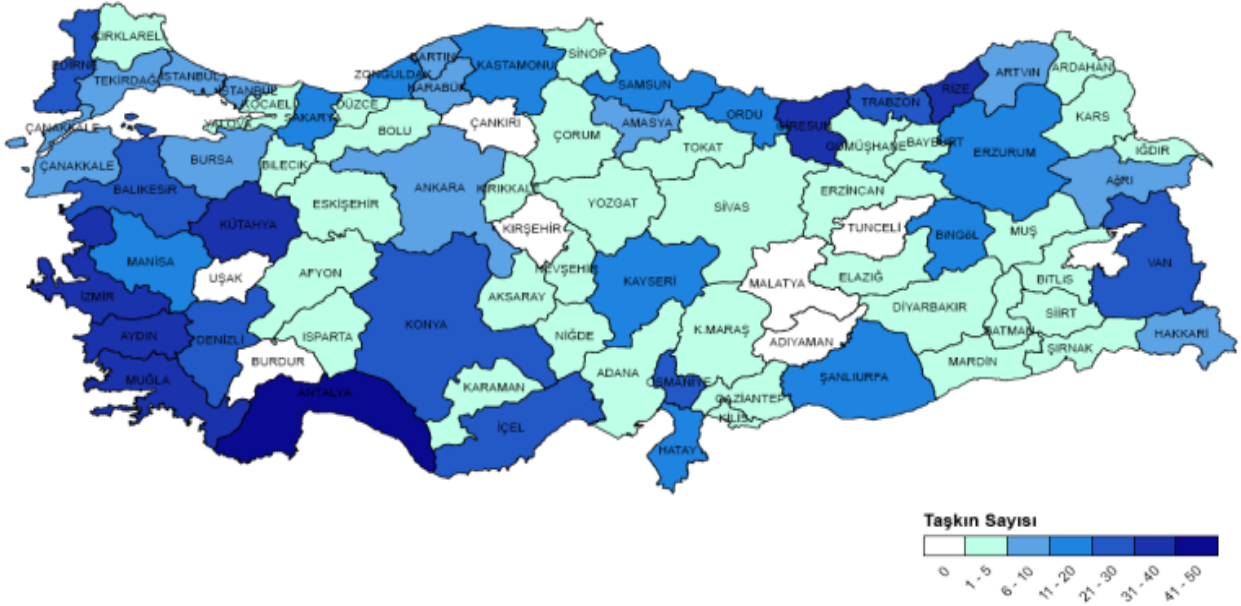 KIRKLAREL
EDİRNE
TEKİRDAĞ
İSTANBUL
İSTANBUL
KOCAEL
YALOVA
SAKARYA
DÜZCE
ZONGULDAK
BARTIN
KARABÜK
KASTAMONU
SİNOP
SAMSUN
ORDU
GİRESUN
TRABZON
RİZE
ARTVİN
ARDAHAN
KARS
IĞDIR
ÇANAKKALE
ÇANAKKALE
BALIKESİR
BURSA
BİLECİK
BOLU
ÇANKIRI
ÇORUM
AMASYA
TOKAT
GÜMÜŞHANE
BAYBURT
ERZURUM
AĞRI
KÜTAHYA
ESKİŞEHİR
ANKARA
KIRIKKALE
YOZGAT
SİVAS
ERZİNCAN
TUNCELİ
BİNGÖL
MUŞ
VAN
MANİSA
UŞAK
AFYON
KIRŞEHİR
NEVŞEHİR
KAYSERİ
MALATYA
ELAZIĞ
BİTLİS
İZMİR
AKSARAY
DİYARBAKIR
SİİRT
AYDIN
DENİZLİ
ISPARTA
KONYA
NİĞDE
K.MARAŞ
ADIYAMAN
BATMAN
ŞIRNAK
HAKKARİ
BURDUR
MARDİN
MUĞLA
ANTALYA
KARAMAN
ADANA
OSMANİYE
GAZİANTEP
KİLİS
ŞANLIURFA
İÇEL
HATAY
Taşkın Sayısı
0
1 - 5
6 - 10
11 - 20
21 - 30
31 - 40
41 - 50